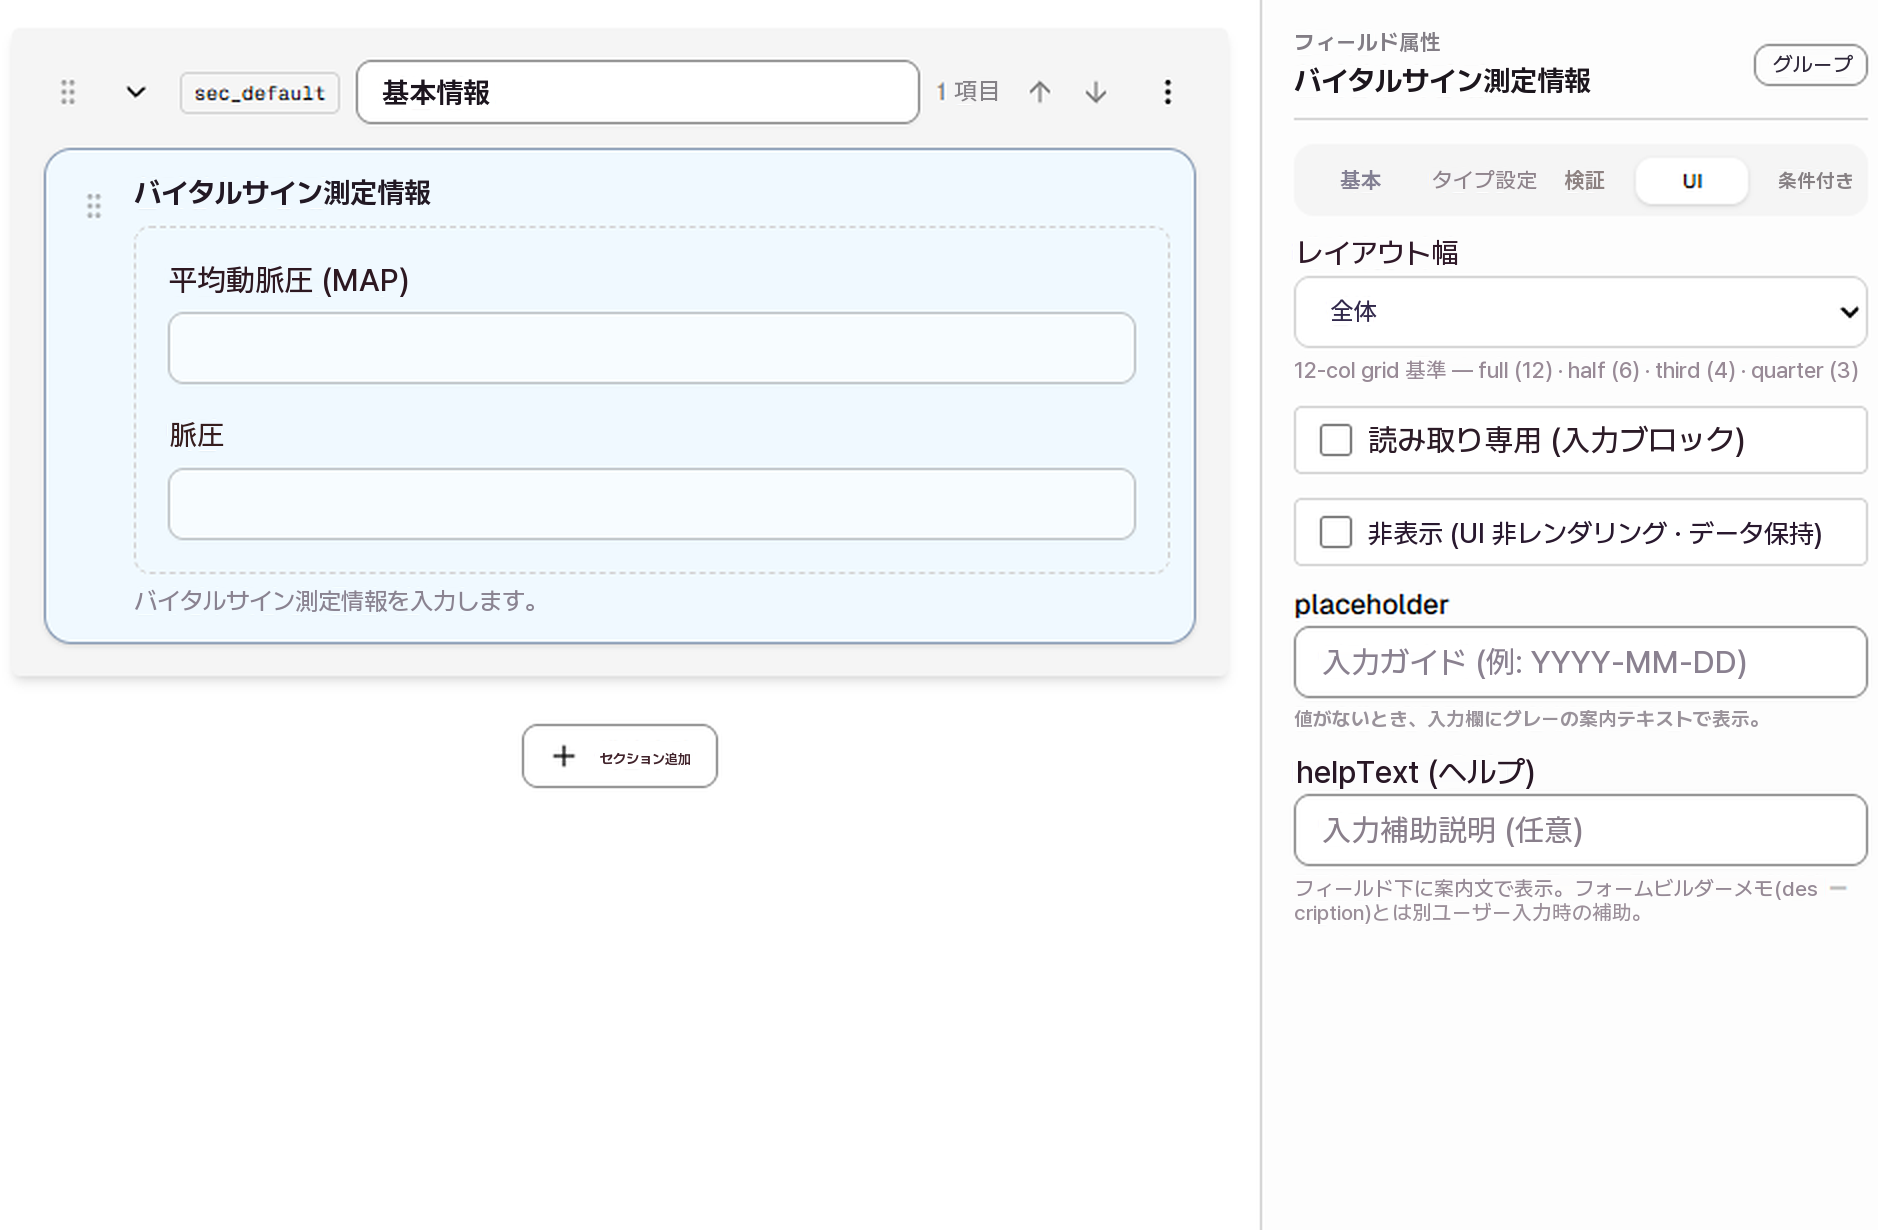 sec_default
基本情報
1 項目
バイタルサイン測定情報
平均動脈圧 (MAP)
脈圧
バイタルサイン測定情報を入力します。
セクション追加
フィールド属性
バイタルサイン測定情報
グループ
基本 タイプ設定 検証 UI 条件付き
レイアウト幅
全体
12-col grid 基準 — full (12) · half (6) · third (4) · quarter (3)
読み取り専用 (入力ブロック)
非表示 (UI 非レンダリング · データ保持)
placeholder
入力ガイド (例: YYYY-MM-DD)
値がないとき、入力欄にグレーの案内テキストで表示。
helpText (ヘルプ)
入力補助説明 (任意)
フィールド下に案内文で表示。フォームビルダーメモ(des
cription)とは別ユーザー入力時の補助。